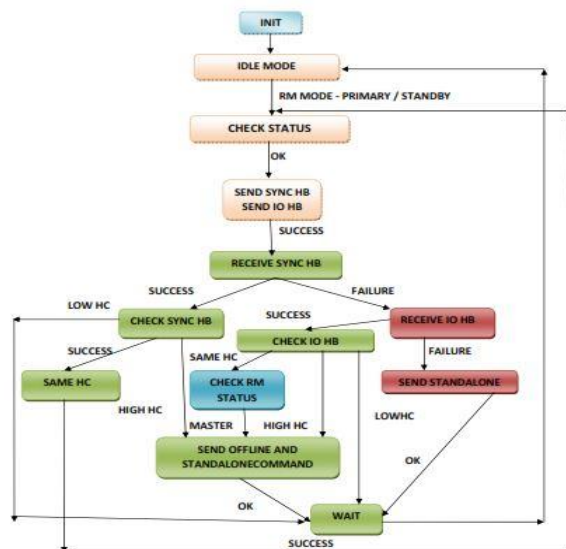 INIT
IDLE MODE
RM MODE - PRIMARY / STANDBY
CHECK STATUS
OK
SEND SYNC HB
SEND IO HB
SUCCESS
RECEIVE SYNC HB
SUCCESS
FAILURE
LOW HC
CHECK SYNC HB
SUCCESS
RECEIVE IO HB
CHECK IO HB
SUCCESS
SAME HC
FAILURE
SAME HC
CHECK RM
STATUS
SEND STANDALONE
HIGH HC
MASTER
HIGH HC
LOWHC
SEND OFFLINE AND
STANDALONECOMMAND
OK
OK
WAIT
SUCCESS